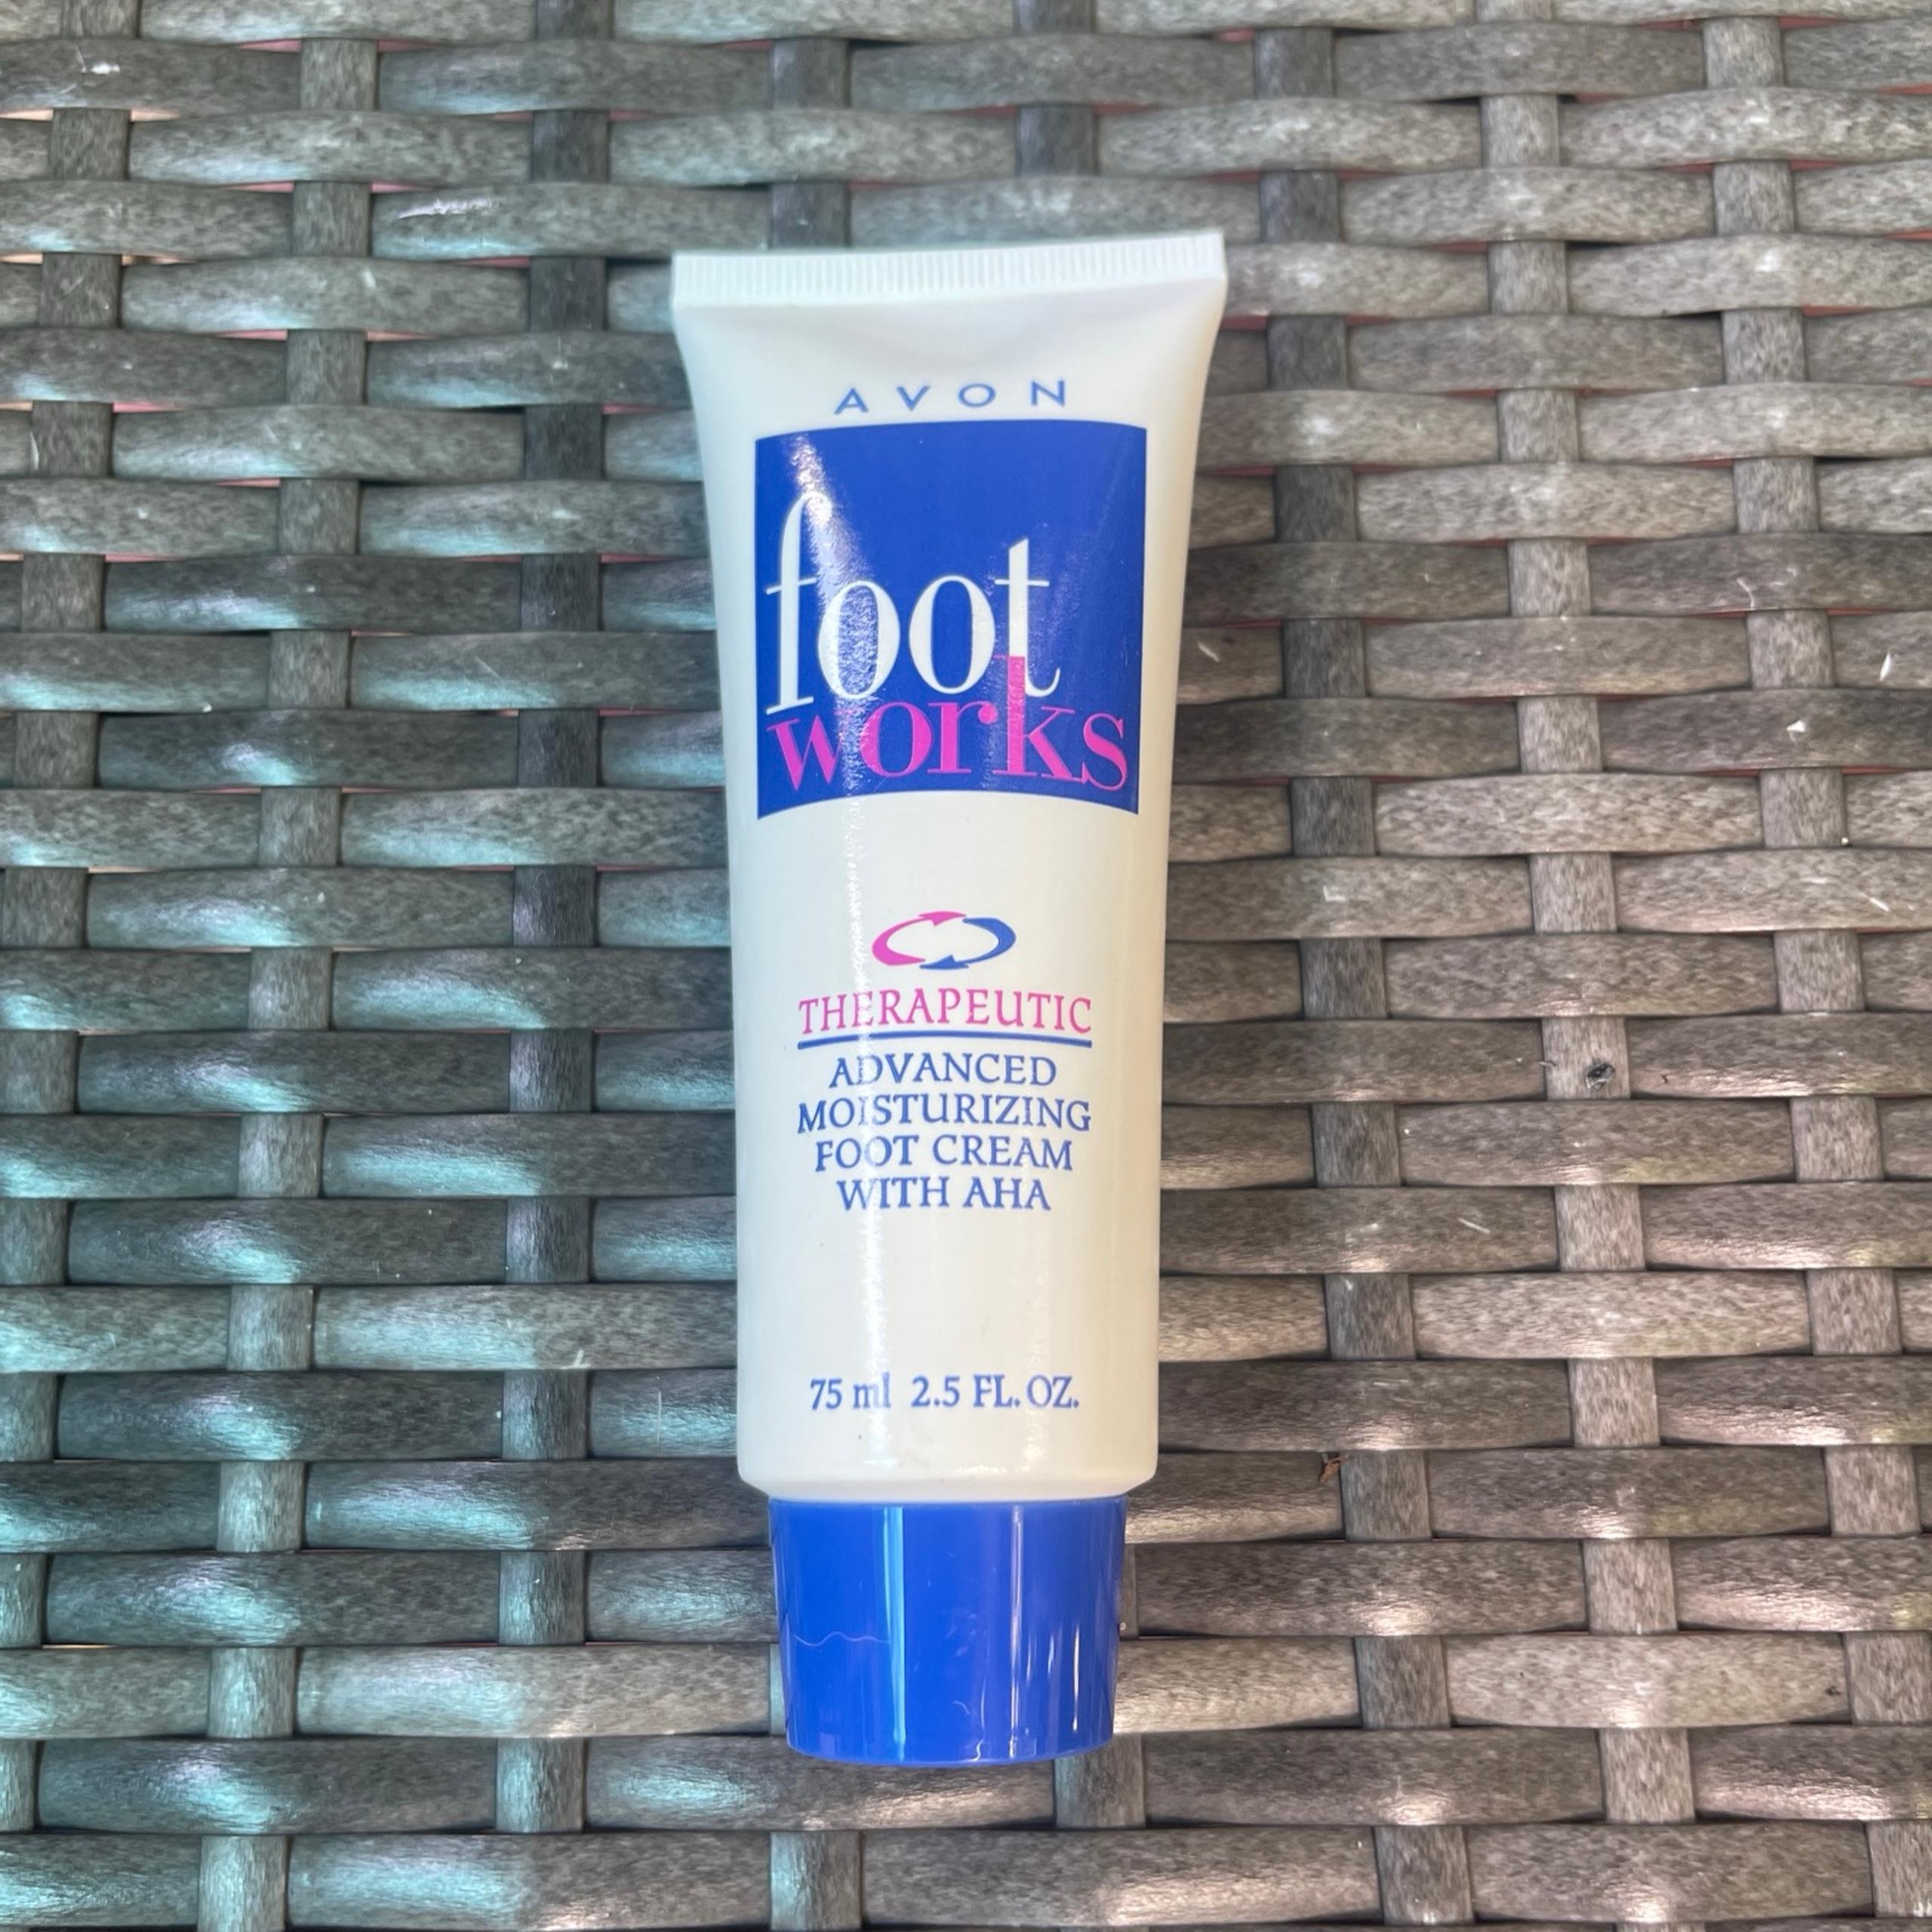 AVON
foot
works
THERAPEUTIC
ADVANCED
MOISTURIZING
FOOT CREAM
WITH AHA
75 ml 2.5 FL. OZ.